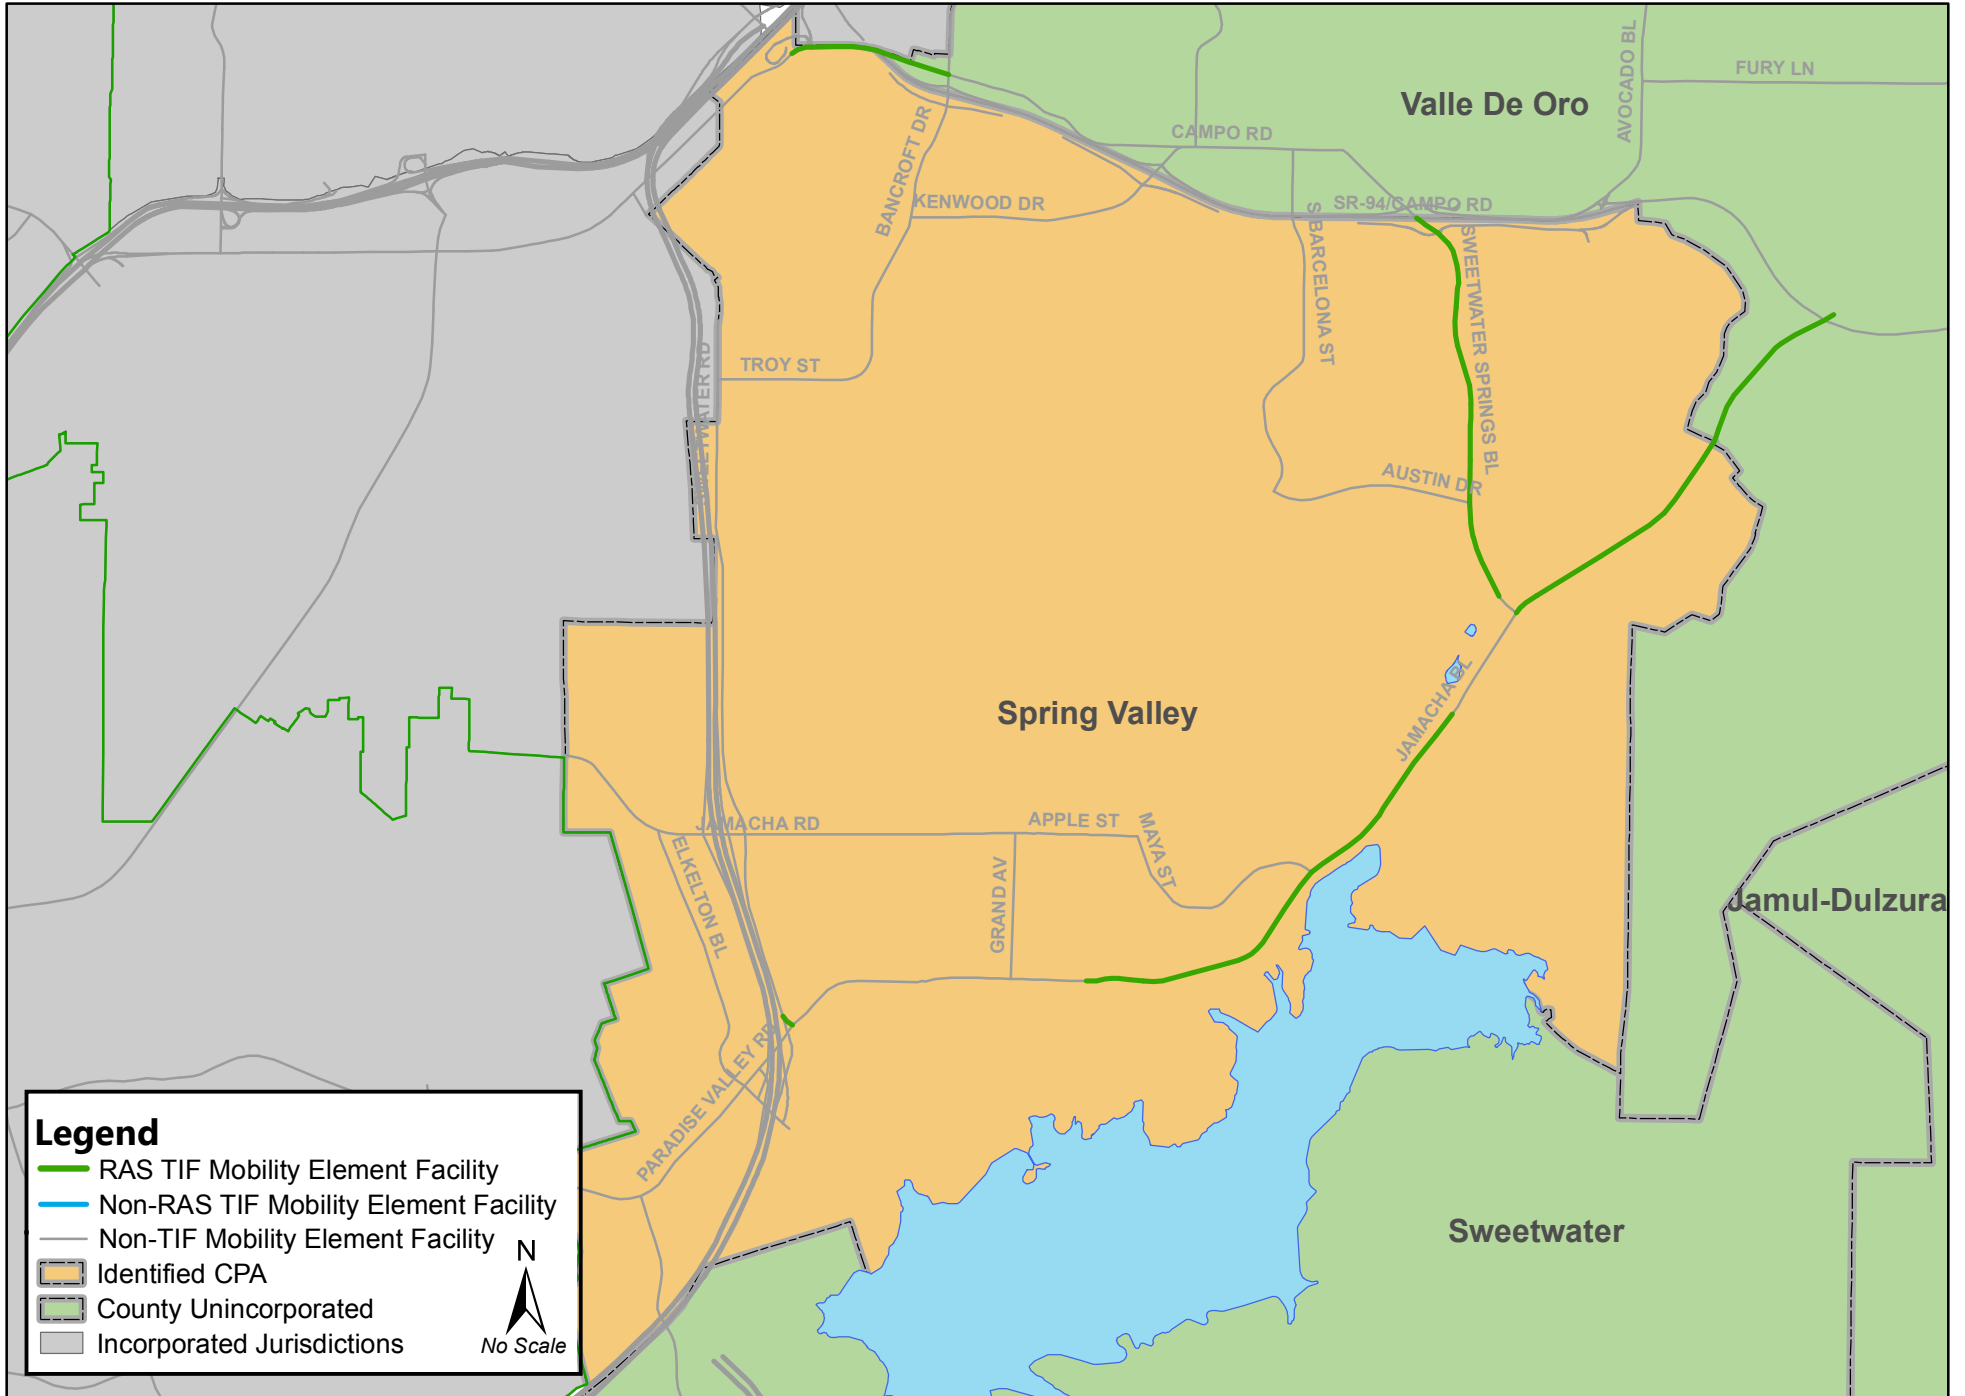 AVOCADO BL
FURY LN
Valle De Oro
CAMPO RD
BANCROFT DR
KENWOOD DR
SR-94/CAMPO RD
S BARCELONA ST
SWEETWATER SPRINGS BL
TROY ST
SWEETWATER RD
AUSTIN DR
Spring Valley
JAMACHA BL
JAMACHA RD
APPLE ST
MAYA ST
ELKELTON BL
GRAND AV
Jamul-Dulzura
PARADISE VALLEY RD
Sweetwater
Legend
RAS TIF Mobility Element Facility
Non-RAS TIF Mobility Element Facility
Non-TIF Mobility Element Facility
N
Identified CPA
County Unincorporated
Incorporated Jurisdictions
No Scale